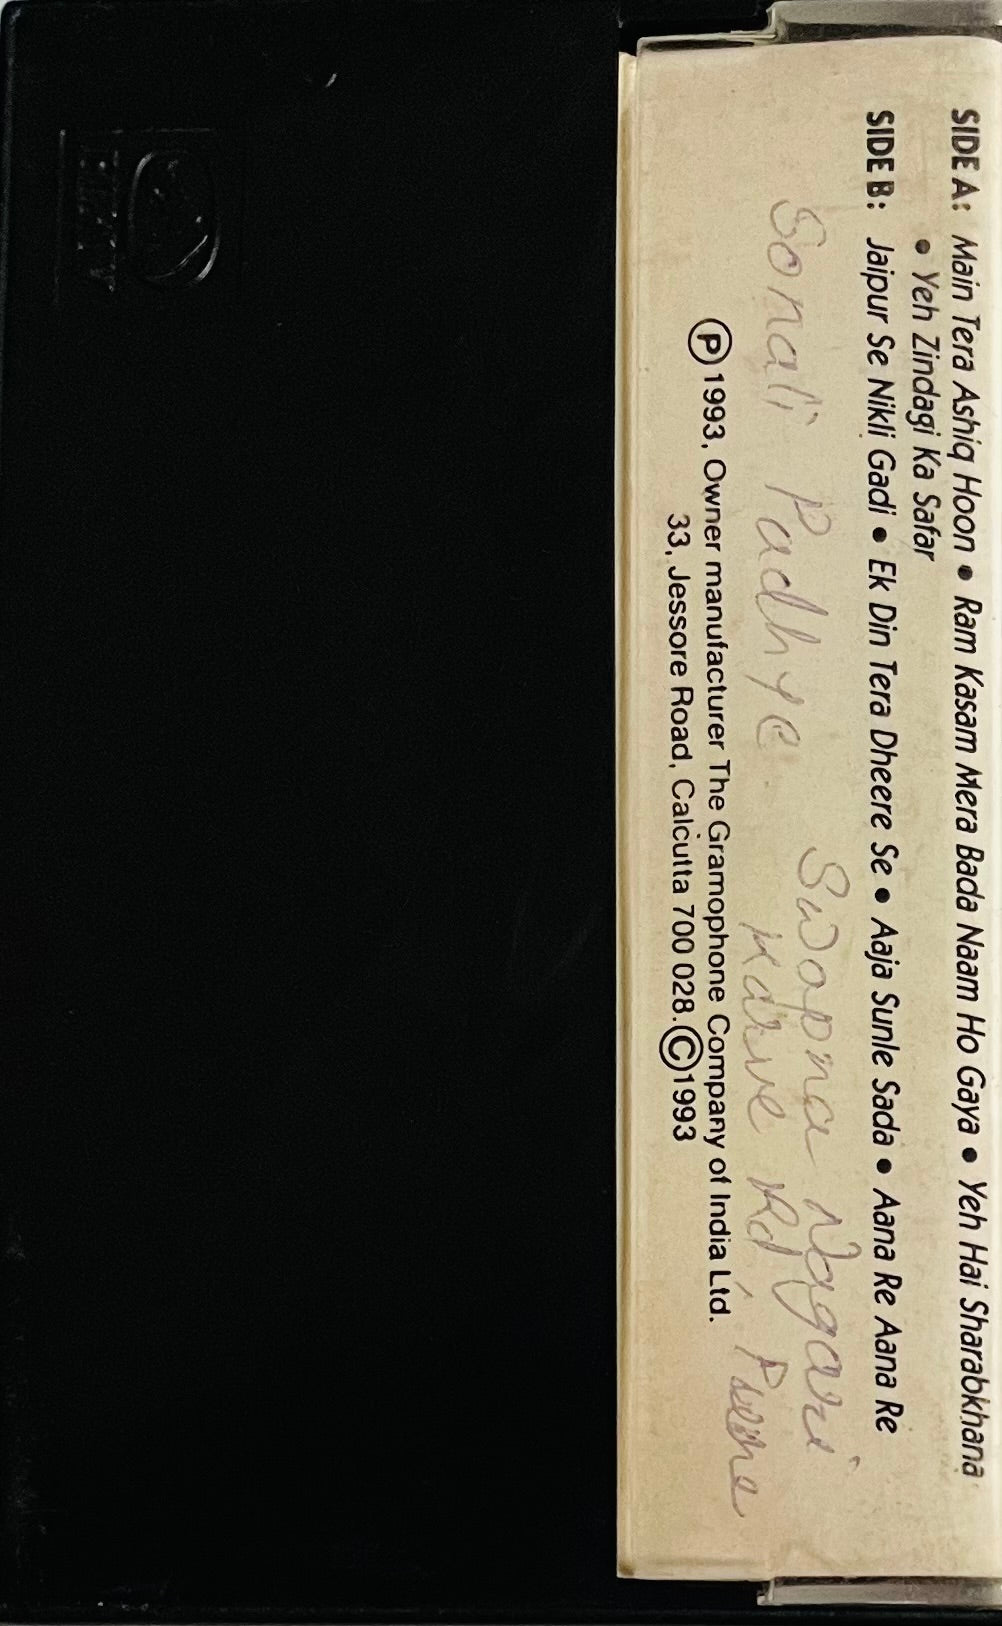 SIDE A: Main Tera Ashiq Hoon • Ram Kasam Mera Bada Naam Ho Gaya • Yeh Hai Sharabkhana
• Yeh Zindagi Ka Safar
SIDE B: Jaipur Se Nikli Gadi • Ek Din Tera Dheere Se • Aaja Sunle Sada • Aana Re Aana Re
Sonali Padhye.
Swapna Nagari
Karve Rd,
℗ 1993, Owner manufacturer The Gramophone Company of India Ltd.
33, Jessore Road, Calcutta 700 028. © 1993